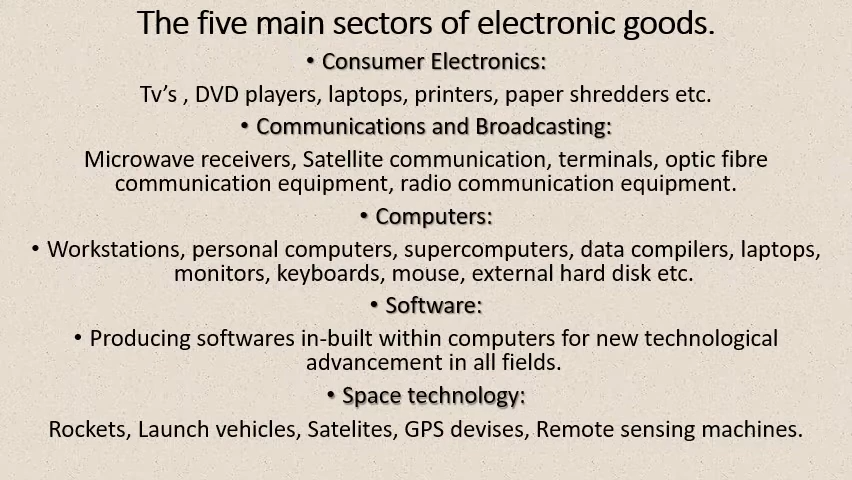 The five main sectors of electronic goods.
• Consumer Electronics:
Tv’s , DVD players, laptops, printers, paper shredders etc.
• Communications and Broadcasting:
Microwave receivers, Satellite communication, terminals, optic fibre
communication equipment, radio communication equipment.
• Computers:
• Workstations, personal computers, supercomputers, data compilers, laptops,
monitors, keyboards, mouse, external hard disk etc.
• Software:
• Producing softwares in-built within computers for new technological
advancement in all fields.
• Space technology:
Rockets, Launch vehicles, Satelites, GPS devises, Remote sensing machines.